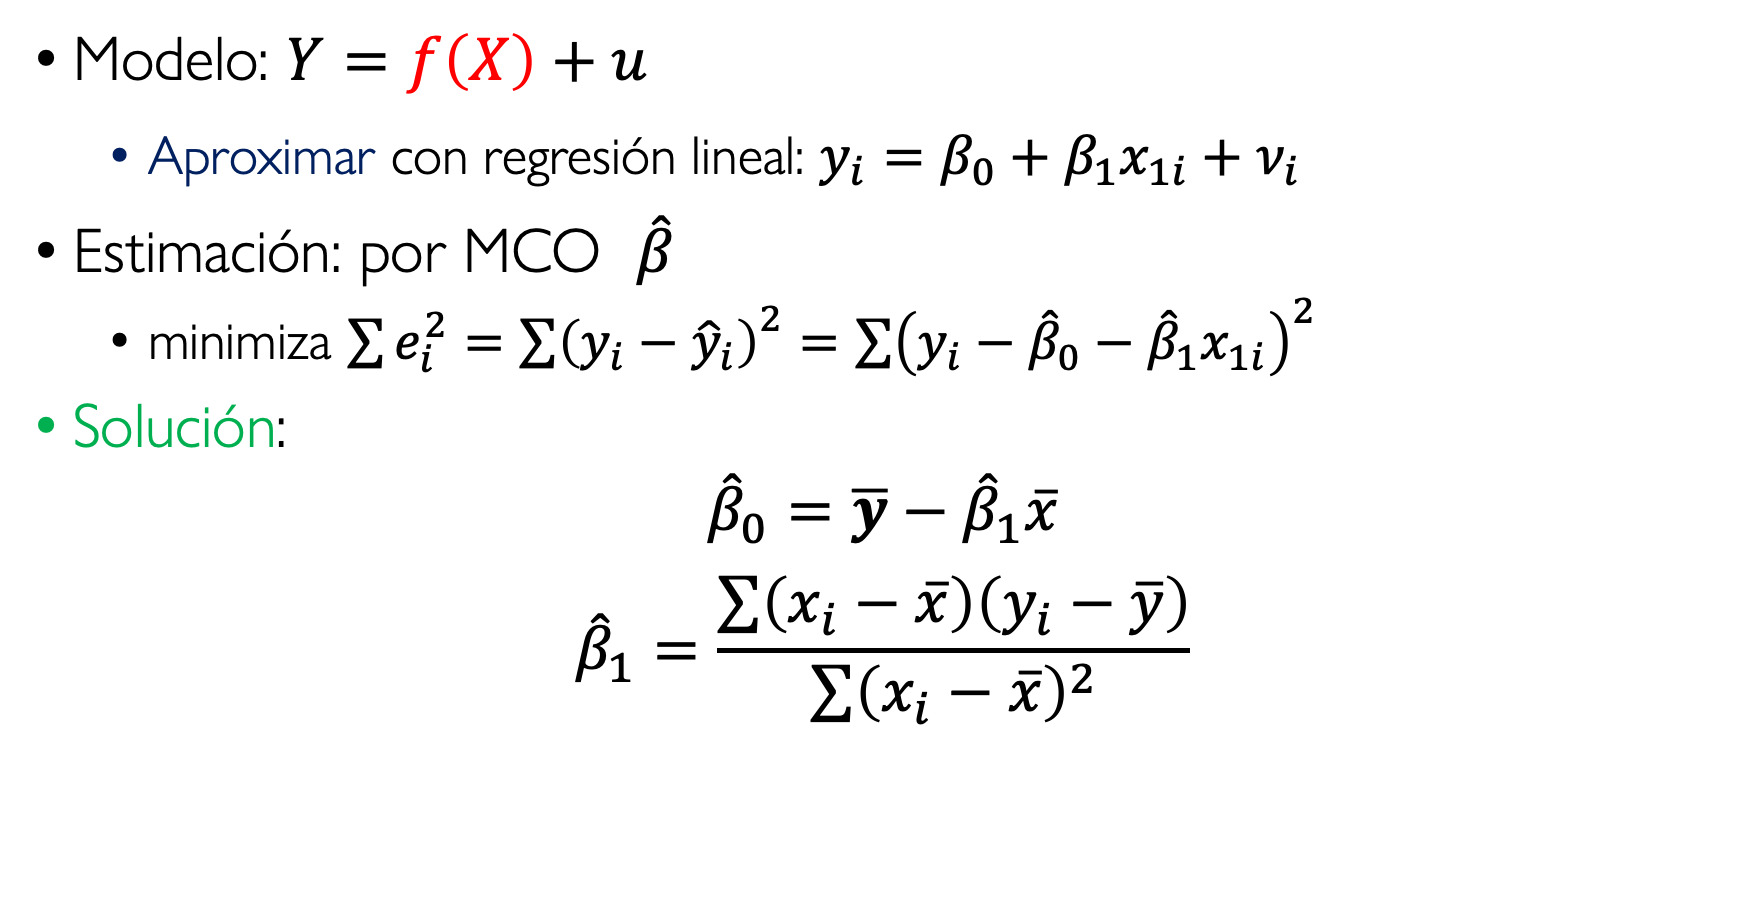 • Modelo: Y = f(X) + u
• Aproximar con regresión lineal: yᵢ = β₀ + β₁x₁ᵢ + νᵢ
• Estimación: por MCO β̂
• minimiza ∑ eᵢ² = ∑(yᵢ − ŷᵢ)² = ∑(yᵢ − β̂₀ − β̂₁x₁ᵢ)²
• Solución:
β̂₀ = y̅ − β̂₁x̅
β̂₁ = ∑(xᵢ − x̅)(yᵢ − y̅) / ∑(xᵢ − x̅)²